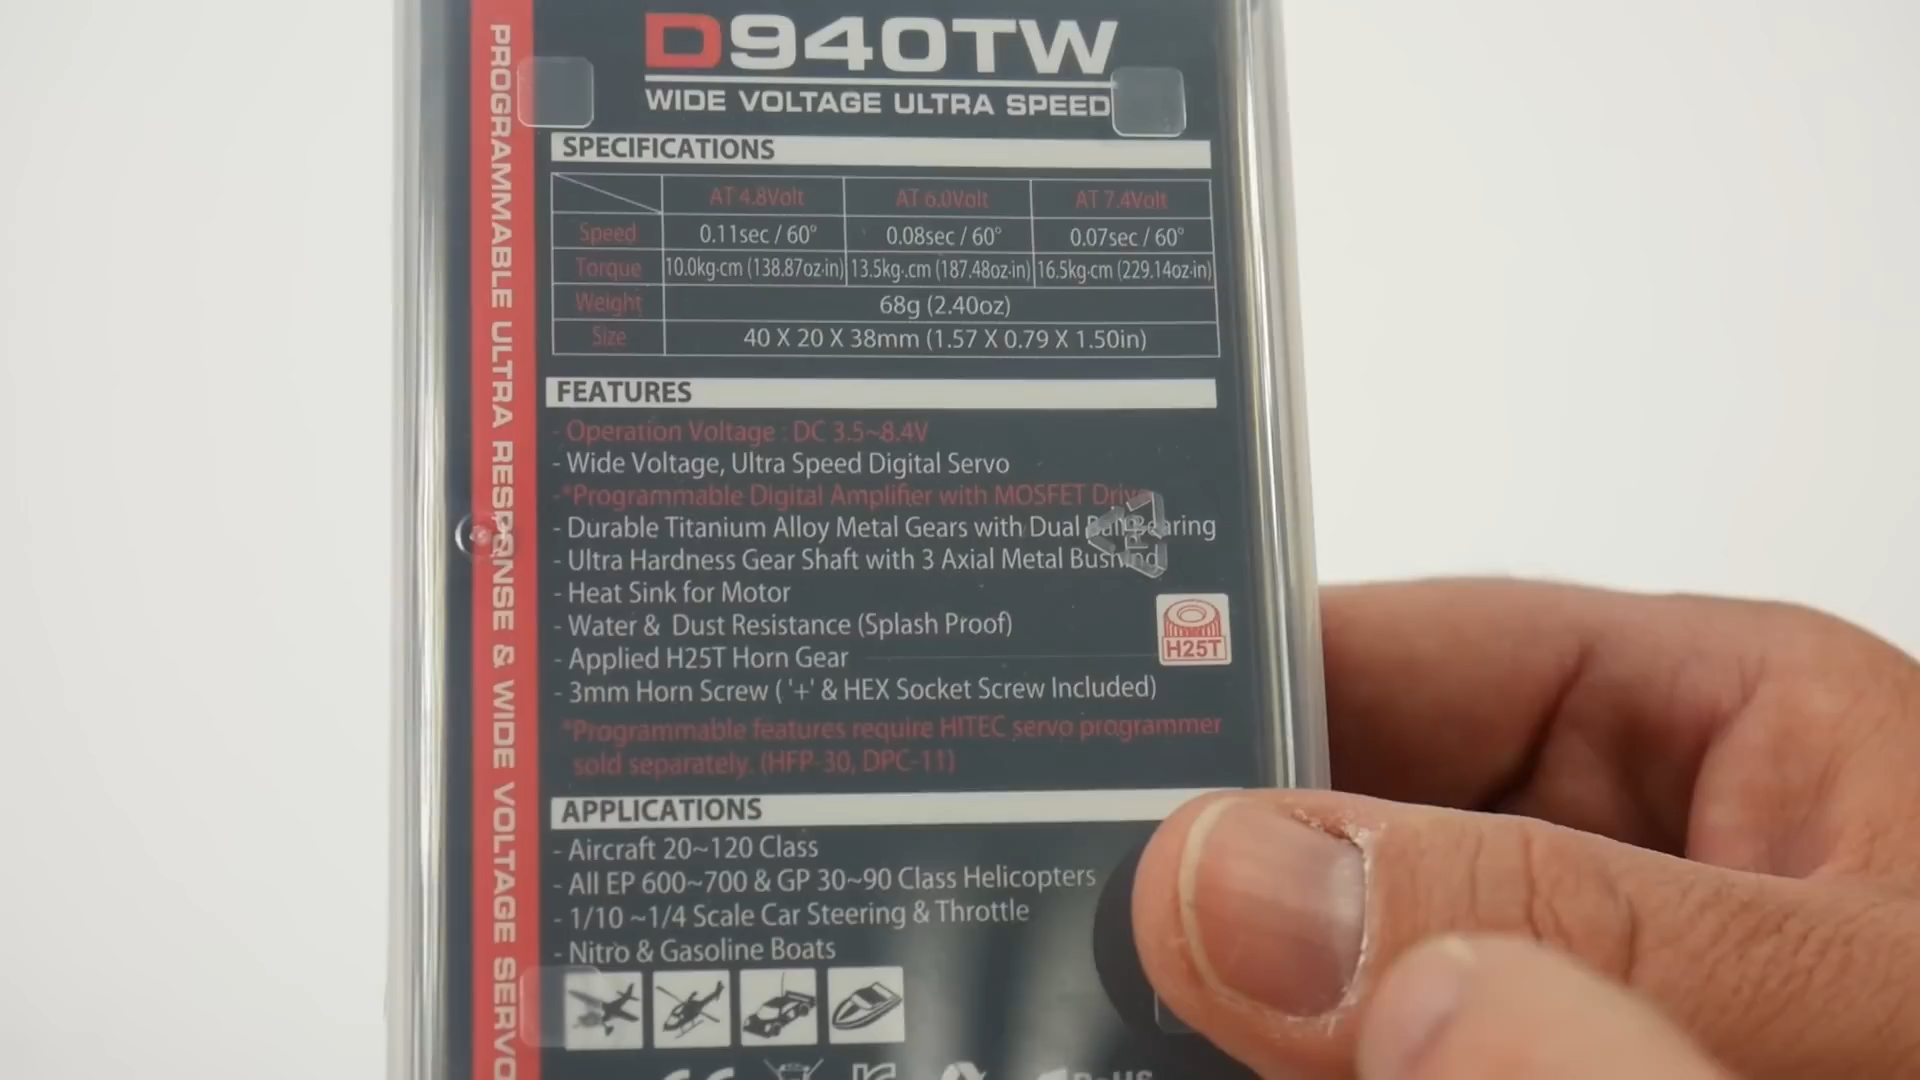 D940TW
WIDE VOLTAGE ULTRA SPEED
PROGRAMMABLE ULTRA RESPONSE & WIDE VOLTAGE SERVO
SPECIFICATIONS
AT 4.8Volt AT 6.0Volt AT 7.4Volt
Speed 0.11sec / 60° 0.08sec / 60° 0.07sec / 60°
Torque 10.0kg·cm (138.87oz·in) 13.5kg·.cm (187.48oz·in) 16.5kg·cm (229.14oz·in)
Weight 68g (2.40oz)
Size 40 X 20 X 38mm (1.57 X 0.79 X 1.50in)
FEATURES
- Operation Voltage : DC 3.5~8.4V
- Wide Voltage, Ultra Speed Digital Servo
-*Programmable Digital Amplifier with MOSFET Drive
- Durable Titanium Alloy Metal Gears with Dual Ball Bearing
- Ultra Hardness Gear Shaft with 3 Axial Metal Bushing
- Heat Sink for Motor
- Water & Dust Resistance (Splash Proof)
- Applied H25T Horn Gear
H25T
- 3mm Horn Screw ( '+' & HEX Socket Screw Included)
*Programmable features require HITEC servo programmer
sold separately. (HFP-30, DPC-11)
APPLICATIONS
- Aircraft 20~120 Class
- All EP 600~700 & GP 30~90 Class Helicopters
- 1/10 ~1/4 Scale Car Steering & Throttle
- Nitro & Gasoline Boats